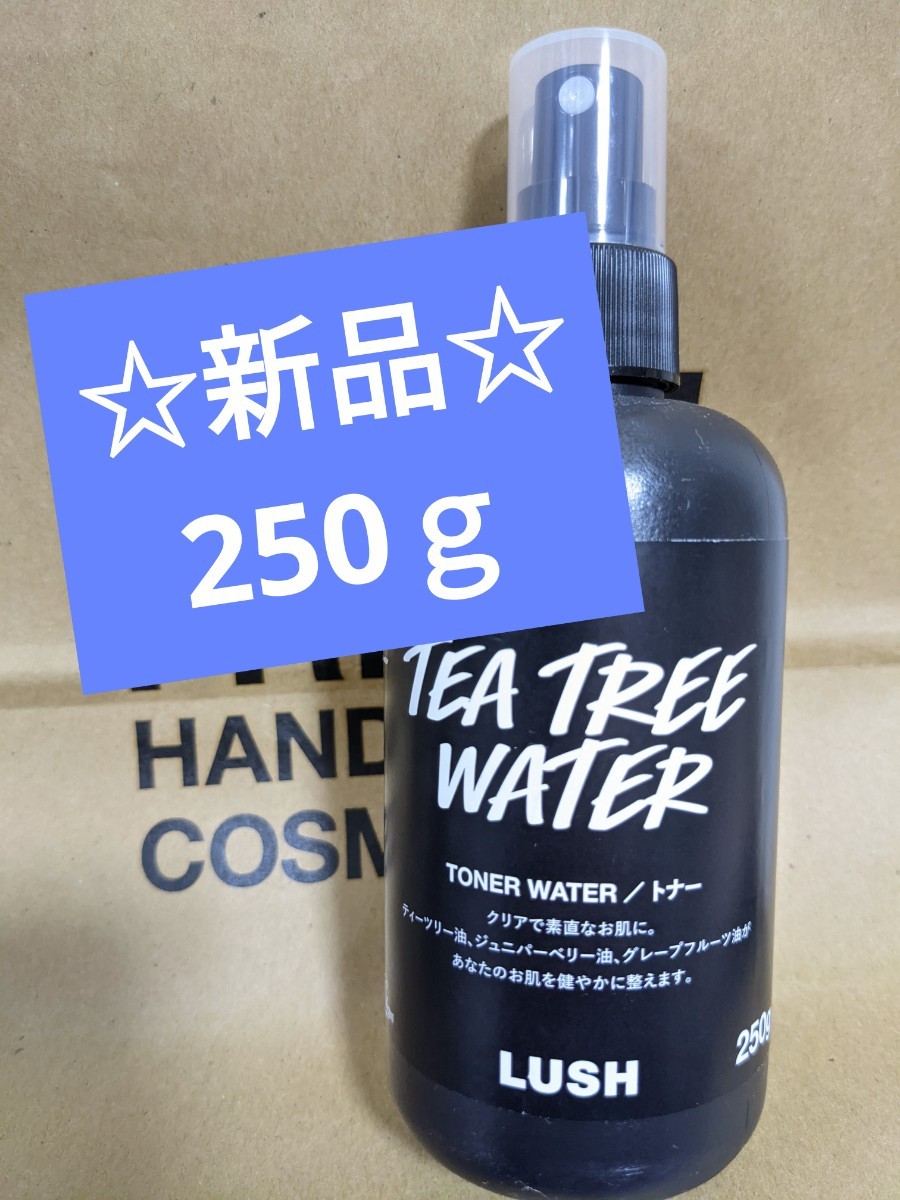 ☆新品☆
250g
HAND
COSM
TEA TREE
WATER
TONER WATER／トナー
クリアで素直なお肌に。
ティーツリー油、ジュニパーベリー油、グレープフルーツ油が
あなたのお肌を健やかに整えます。
250g
LUSH